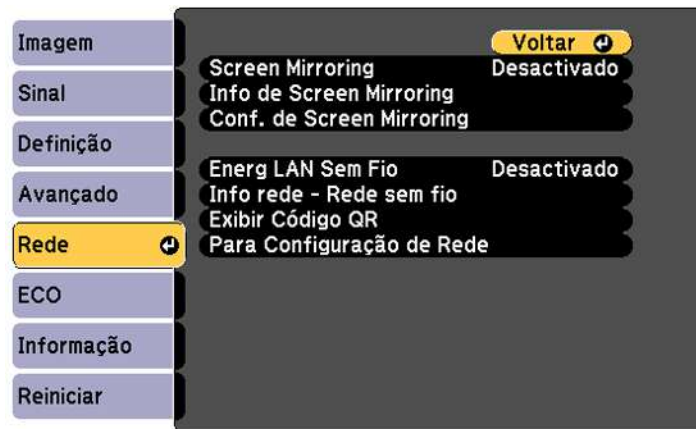 Imagem
Sinal
Definição
Avançado
Rede
ECO
Informação
Reiniciar
Voltar
Screen Mirroring Desactivado
Info de Screen Mirroring
Conf. de Screen Mirroring
Energ LAN Sem Fio Desactivado
Info rede - Rede sem fio
Exibir Código QR
Para Configuração de Rede